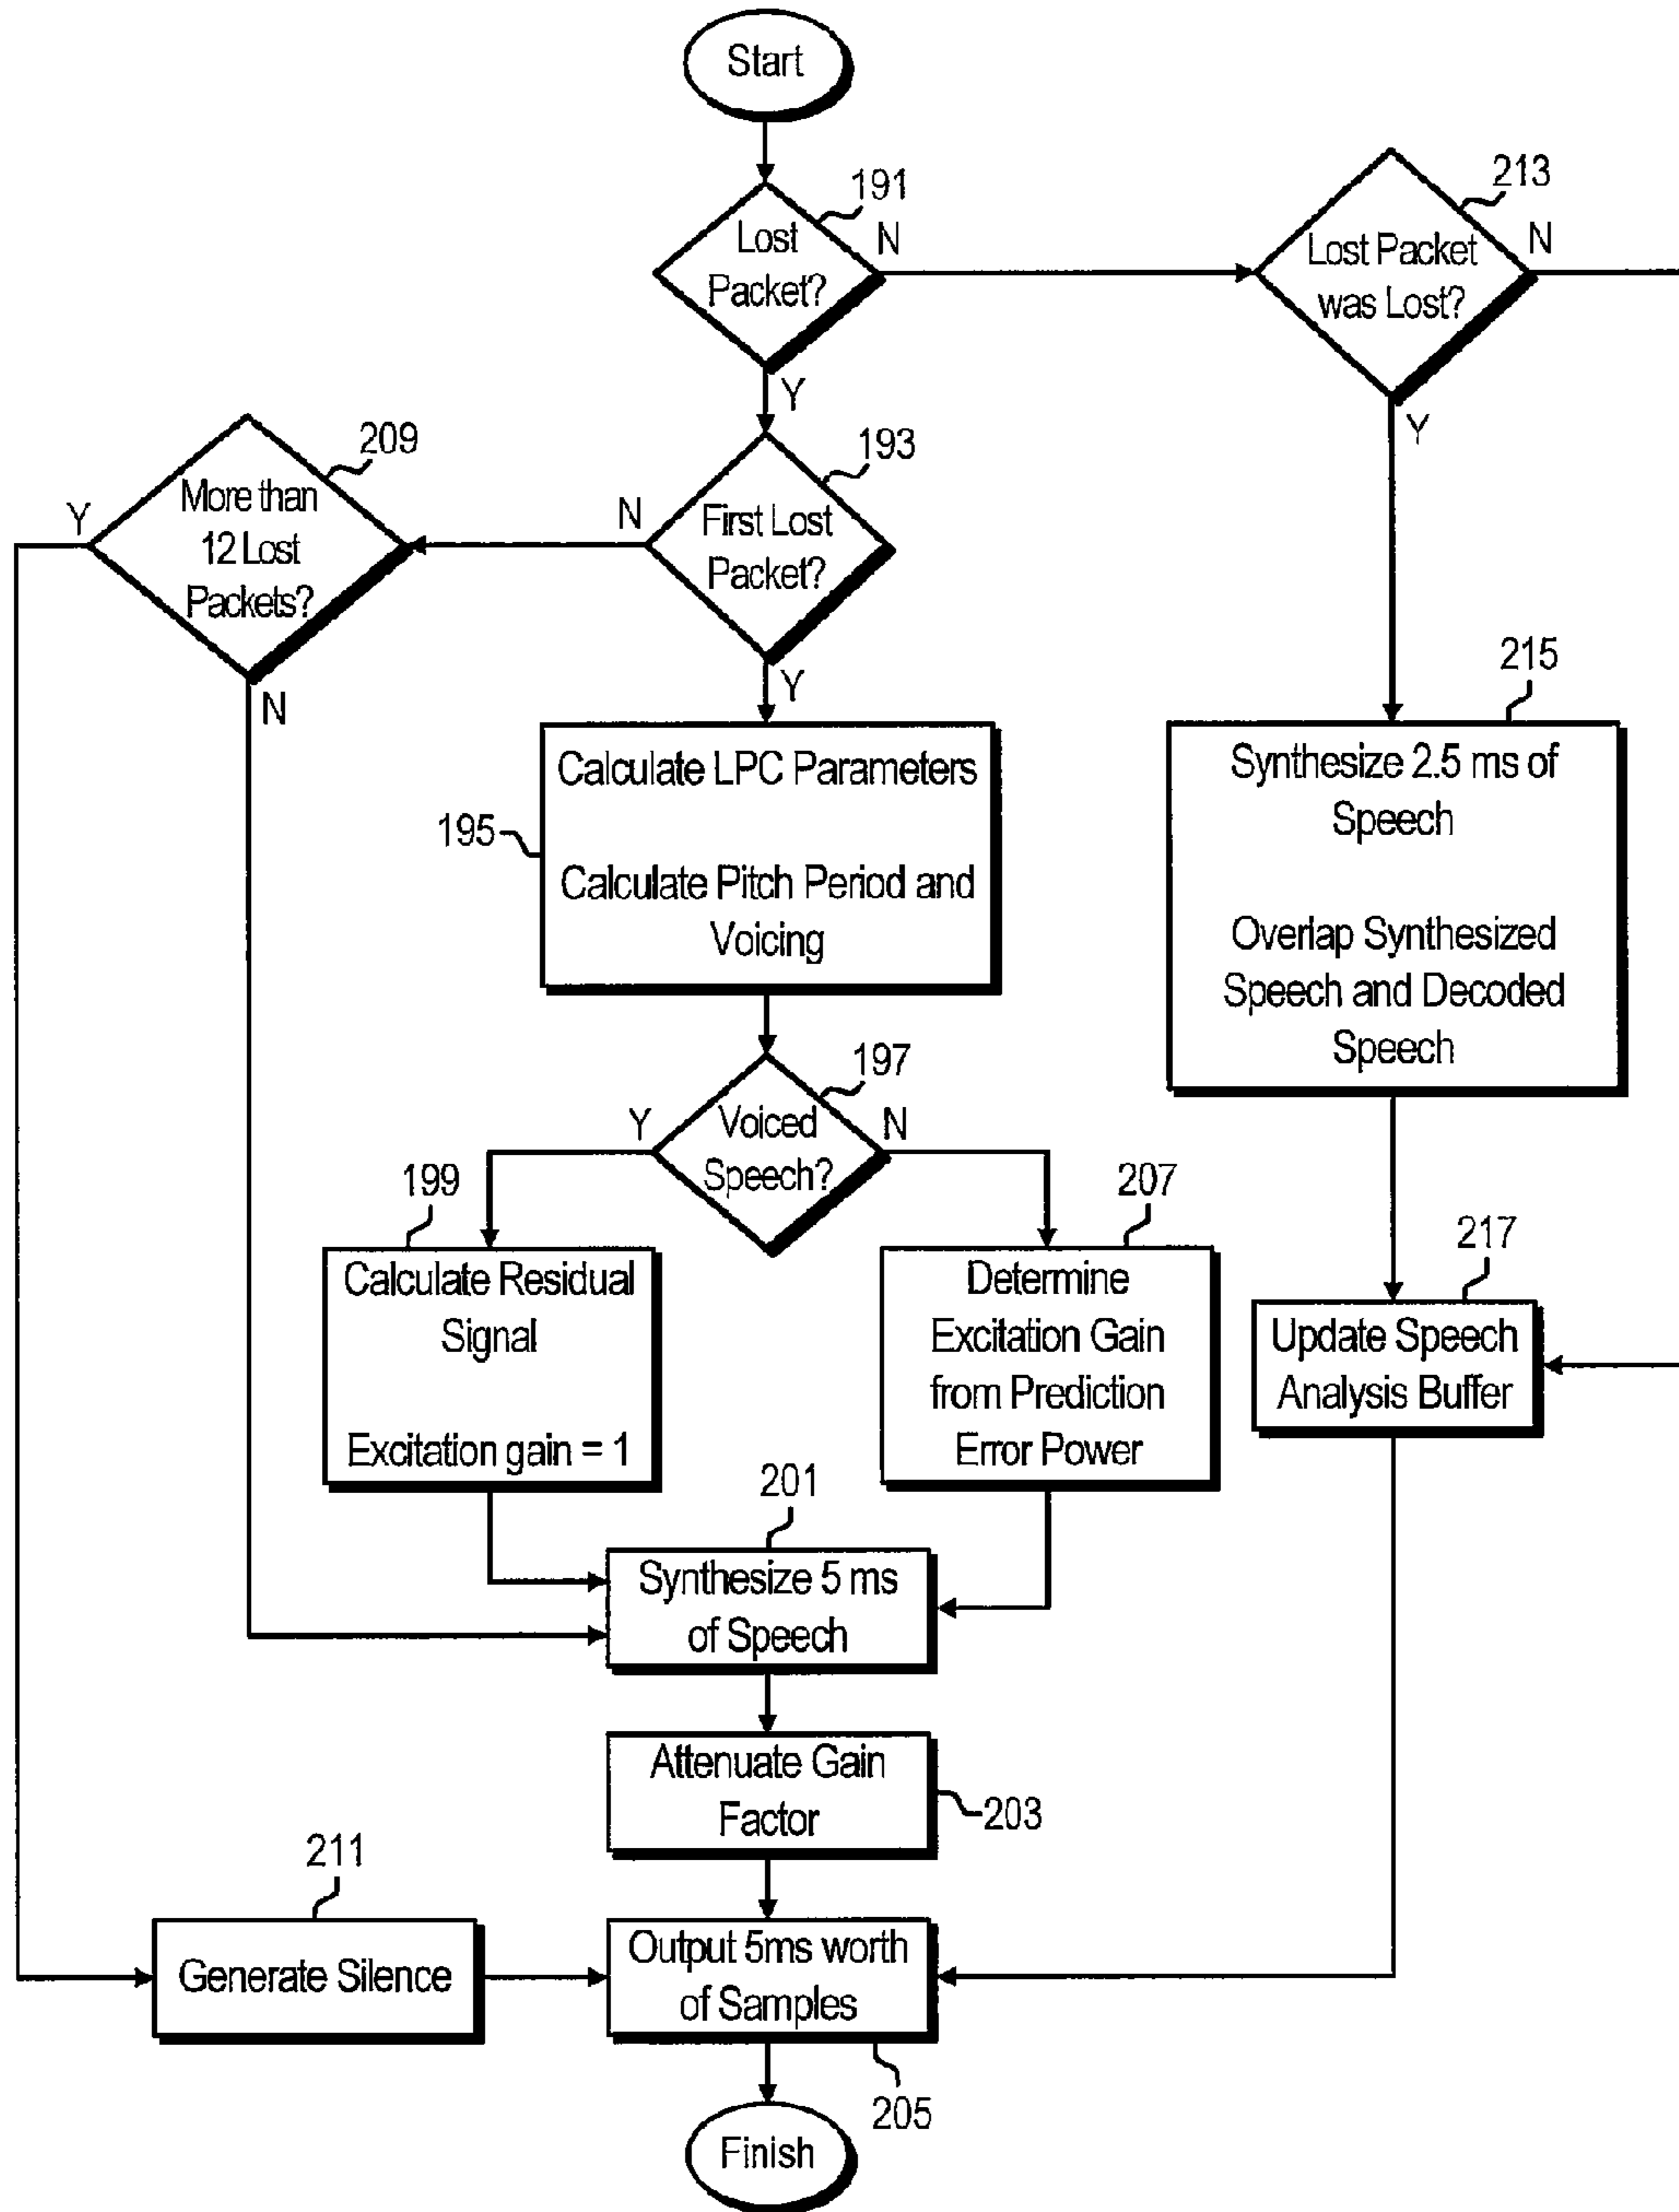 Start
191
Lost
Packet?
N
Y
213
Lost Packet
was Lost?
N
Y
209
More than
12 Lost
Packets?
Y
N
193
First Lost
Packet?
N
Y
195
Calculate LPC Parameters
Calculate Pitch Period and
Voicing
215
Synthesize 2.5 ms of
Speech
Overlap Synthesized
Speech and Decoded
Speech
197
Voiced
Speech?
Y
N
199
Calculate Residual
Signal
Excitation gain = 1
207
Determine
Excitation Gain
from Prediction
Error Power
217
Update Speech
Analysis Buffer
201
Synthesize 5 ms
of Speech
Attenuate Gain
Factor
203
211
Generate Silence
Output 5ms worth
of Samples
205
Finish